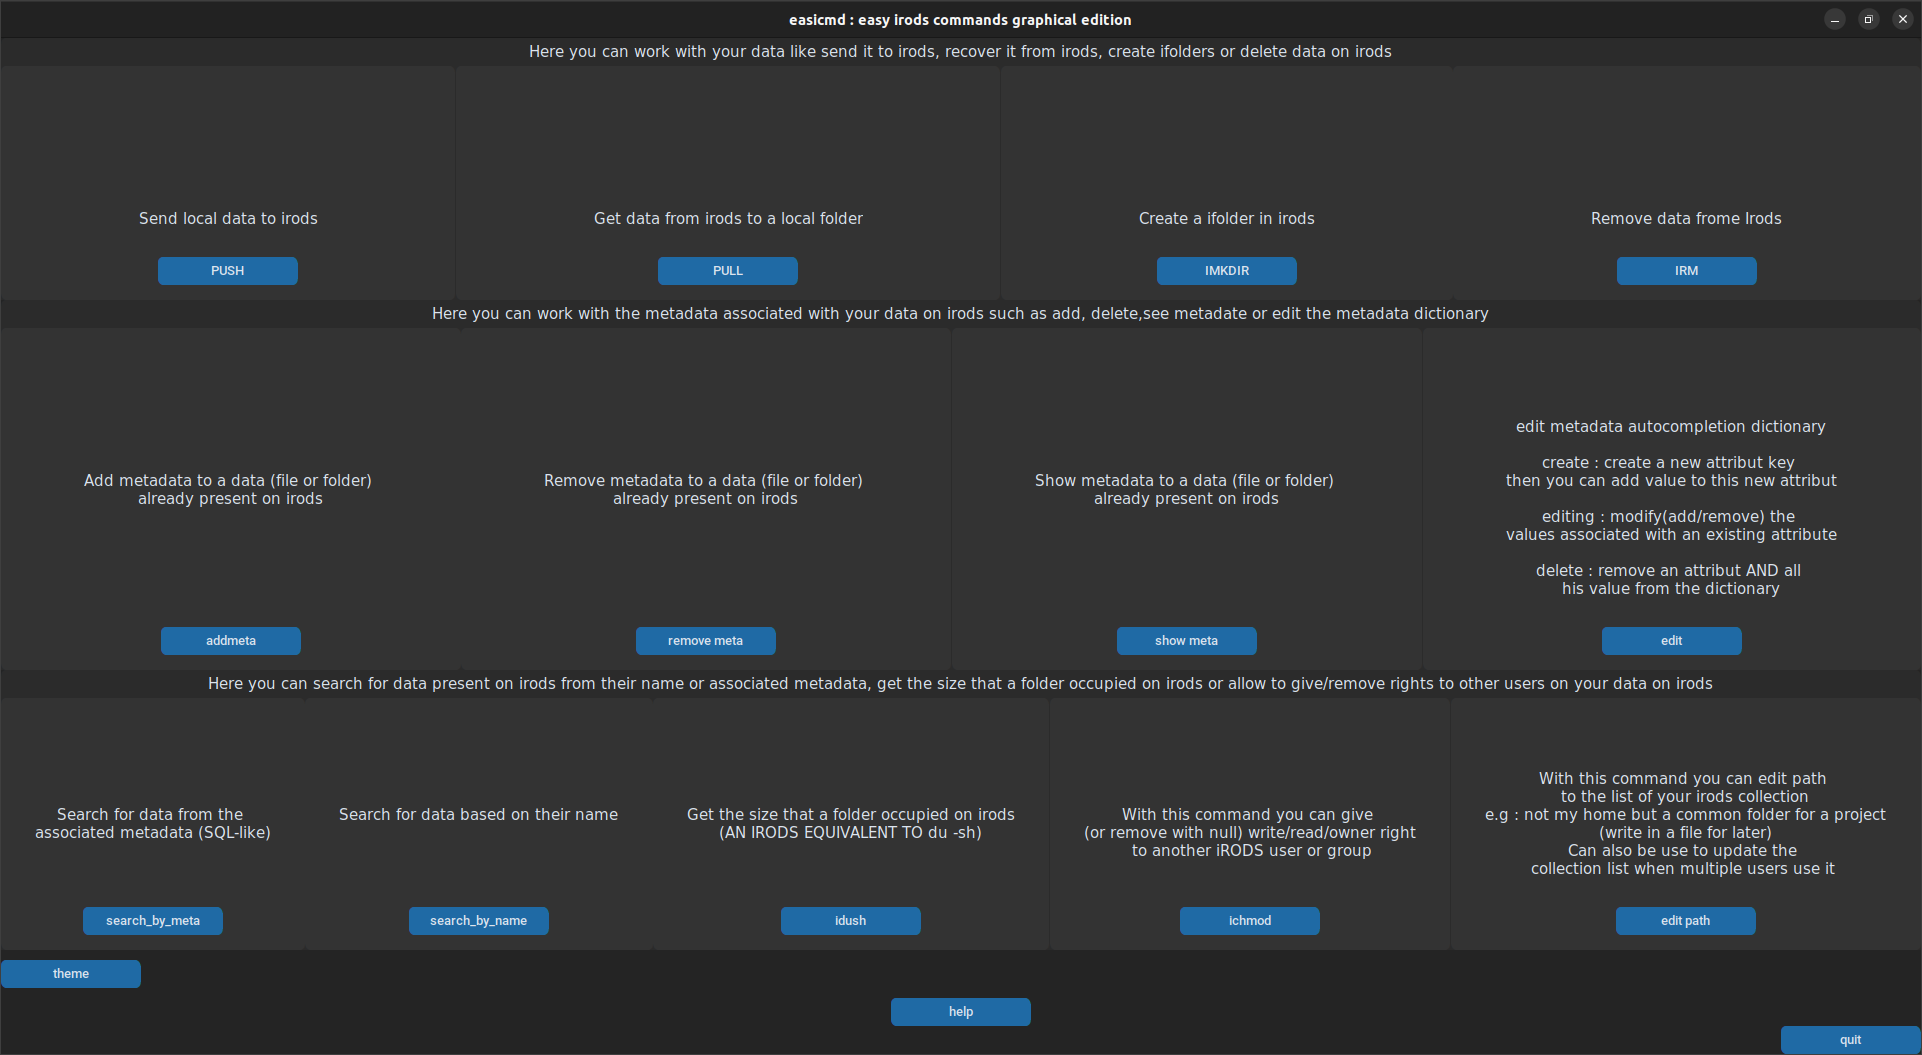 easicmd : easy irods commands graphical edition
Here you can work with your data like send it to irods, recover it from irods, create ifolders or delete data on irods
Send local data to irods
PUSH
Get data from irods to a local folder
PULL
Create a ifolder in irods
IMKDIR
Remove data frome Irods
IRM
Here you can work with the metadata associated with your data on irods such as add, delete,see metadate or edit the metadata dictionary
Add metadata to a data (file or folder)
already present on irods
addmeta
Remove metadata to a data (file or folder)
already present on irods
remove meta
Show metadata to a data (file or folder)
already present on irods
show meta
edit metadata autocompletion dictionary
create : create a new attribut key
then you can add value to this new attribut
editing : modify(add/remove) the
values associated with an existing attribute
delete : remove an attribut AND all
his value from the dictionary
edit
Here you can search for data present on irods from their name or associated metadata, get the size that a folder occupied on irods or allow to give/remove rights to other users on your data on irods
Search for data from the
associated metadata (SQL-like)
search_by_meta
Search for data based on their name
search_by_name
Get the size that a folder occupied on irods
(AN IRODS EQUIVALENT TO du -sh)
idush
With this command you can give
(or remove with null) write/read/owner right
to another iRODS user or group
ichmod
With this command you can edit path
to the list of your irods collection
e.g : not my home but a common folder for a project
(write in a file for later)
Can also be use to update the
collection list when multiple users use it
edit path
theme
help
quit